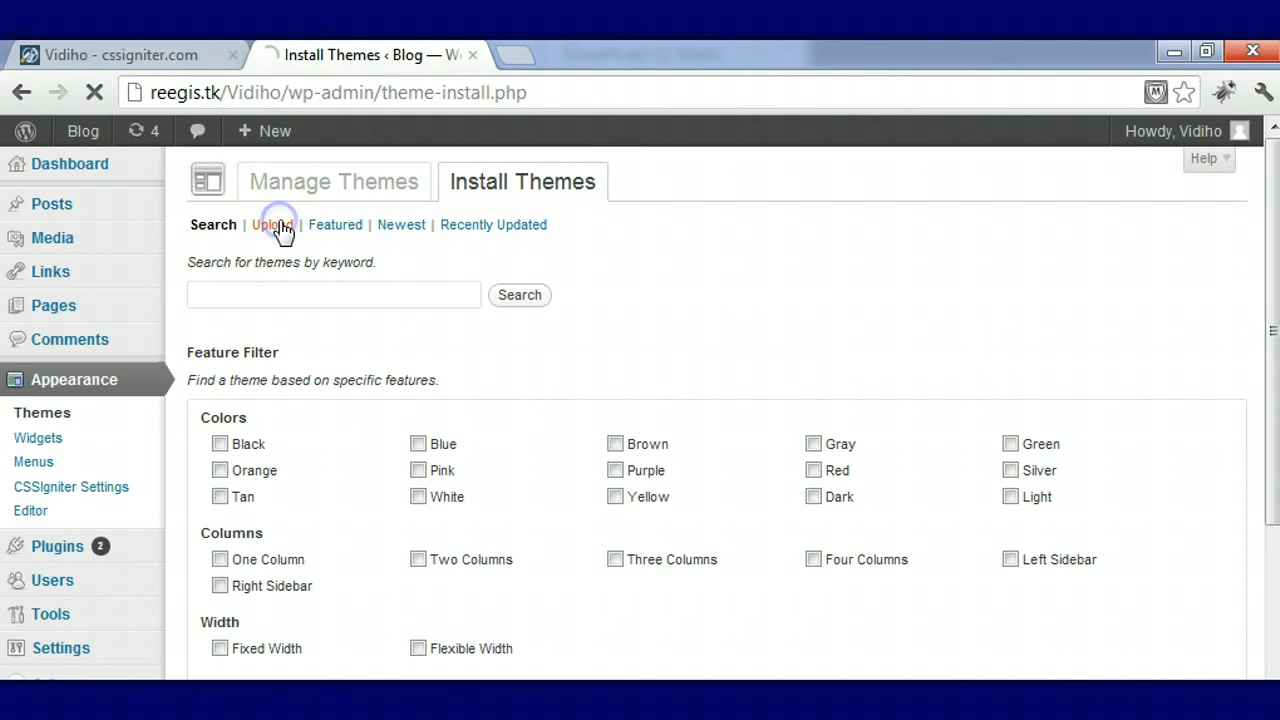 Vidiho - cssigniter.com
Install Themes ‹ Blog — W
reegis.tk/Vidiho/wp-admin/theme-install.php
Blog 4 + New Howdy, Vidiho
Help
Dashboard
Posts
Media
Links
Pages
Comments
Appearance
Themes
Widgets
Menus
CSSIgniter Settings
Editor
Plugins 2
Users
Tools
Settings
Manage Themes Install Themes
Search | Upload | Featured | Newest | Recently Updated
Search for themes by keyword.
Search
Feature Filter
Find a theme based on specific features.
Colors
Black Blue Brown Gray Green
Orange Pink Purple Red Silver
Tan White Yellow Dark Light
Columns
One Column Two Columns Three Columns Four Columns Left Sidebar
Right Sidebar
Width
Fixed Width Flexible Width